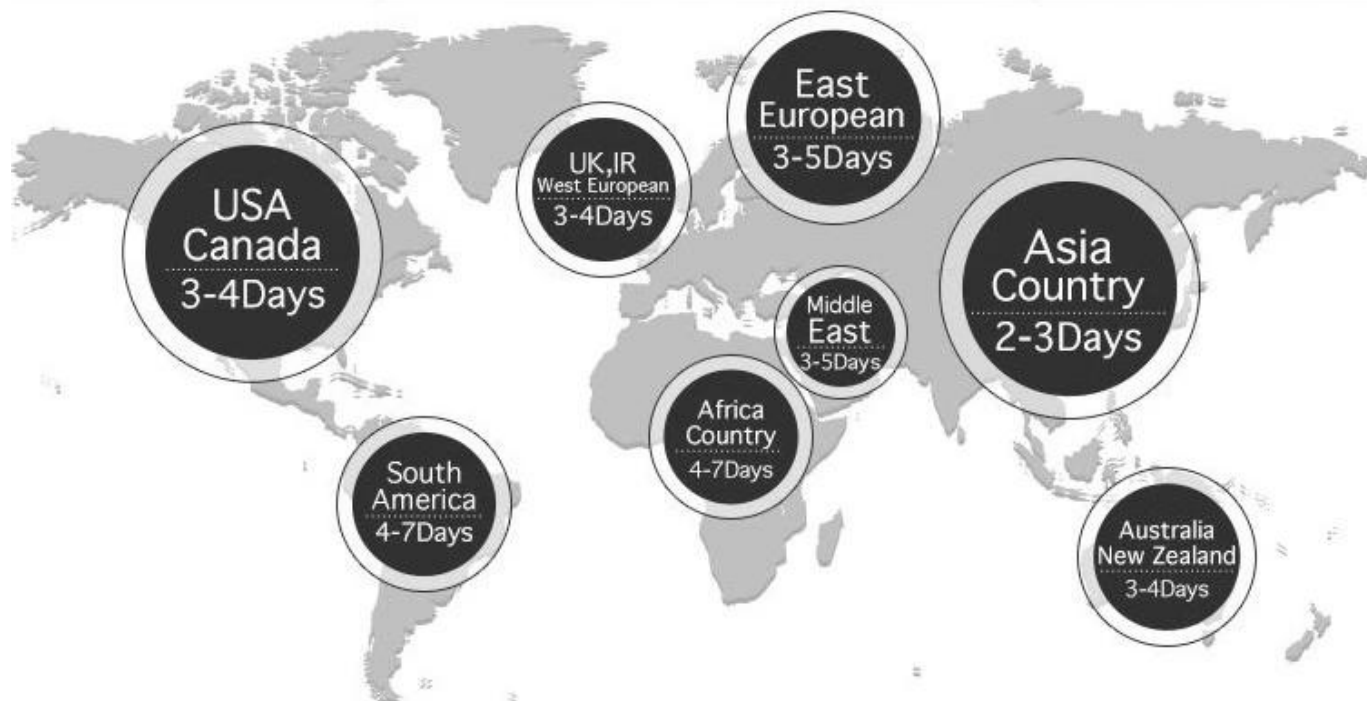 East
European
3-5Days
UK,IR
West European
3-4Days
USA
Canada
3-4Days
Asia
Country
2-3Days
Middle
East
3-5Days
Africa
Country
4-7Days
South
America
4-7Days
Australia
New Zealand
3-4Days